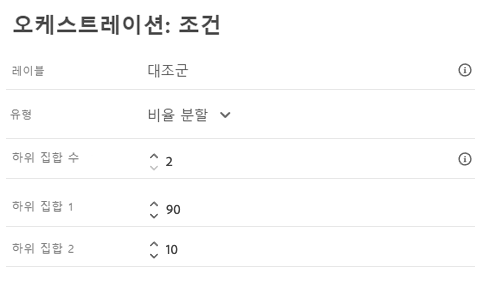 오케스트레이션: 조건
레이블 대조군
유형 비율 분할
하위 집합 수 2
하위 집합 1 90
하위 집합 2 10